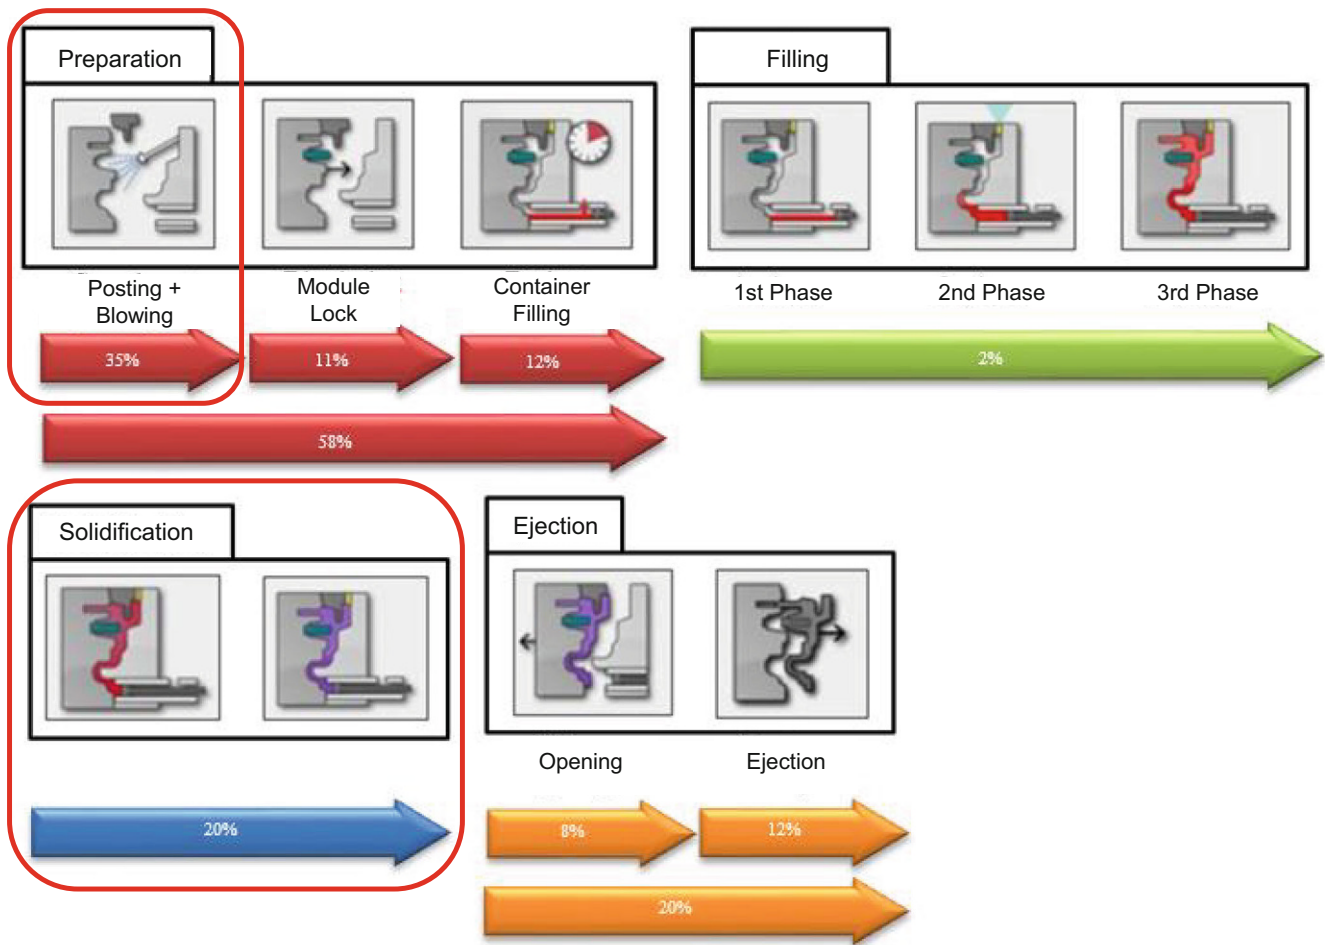 Preparation
Filling
Posting +
Blowing
Module
Lock
Container
Filling
1st Phase
2nd Phase
3rd Phase
35%
11%
12%
2%
58%
Solidification
Ejection
Opening
Ejection
20%
8%
12%
20%